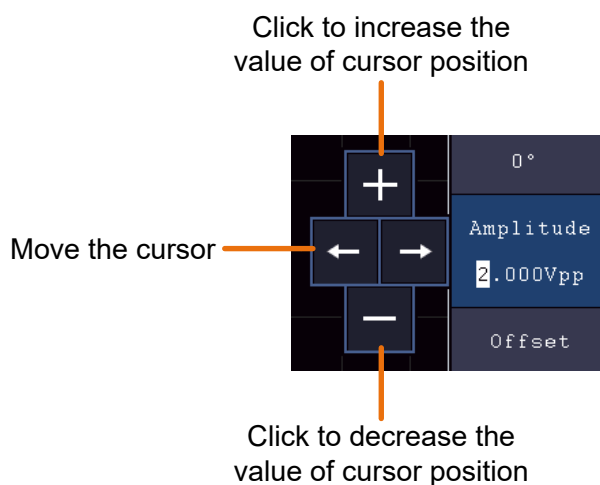 Click to increase the
value of cursor position
+
0°
Move the cursor
← →
Amplitude
2.000Vpp
−
Offset
Click to decrease the
value of cursor position